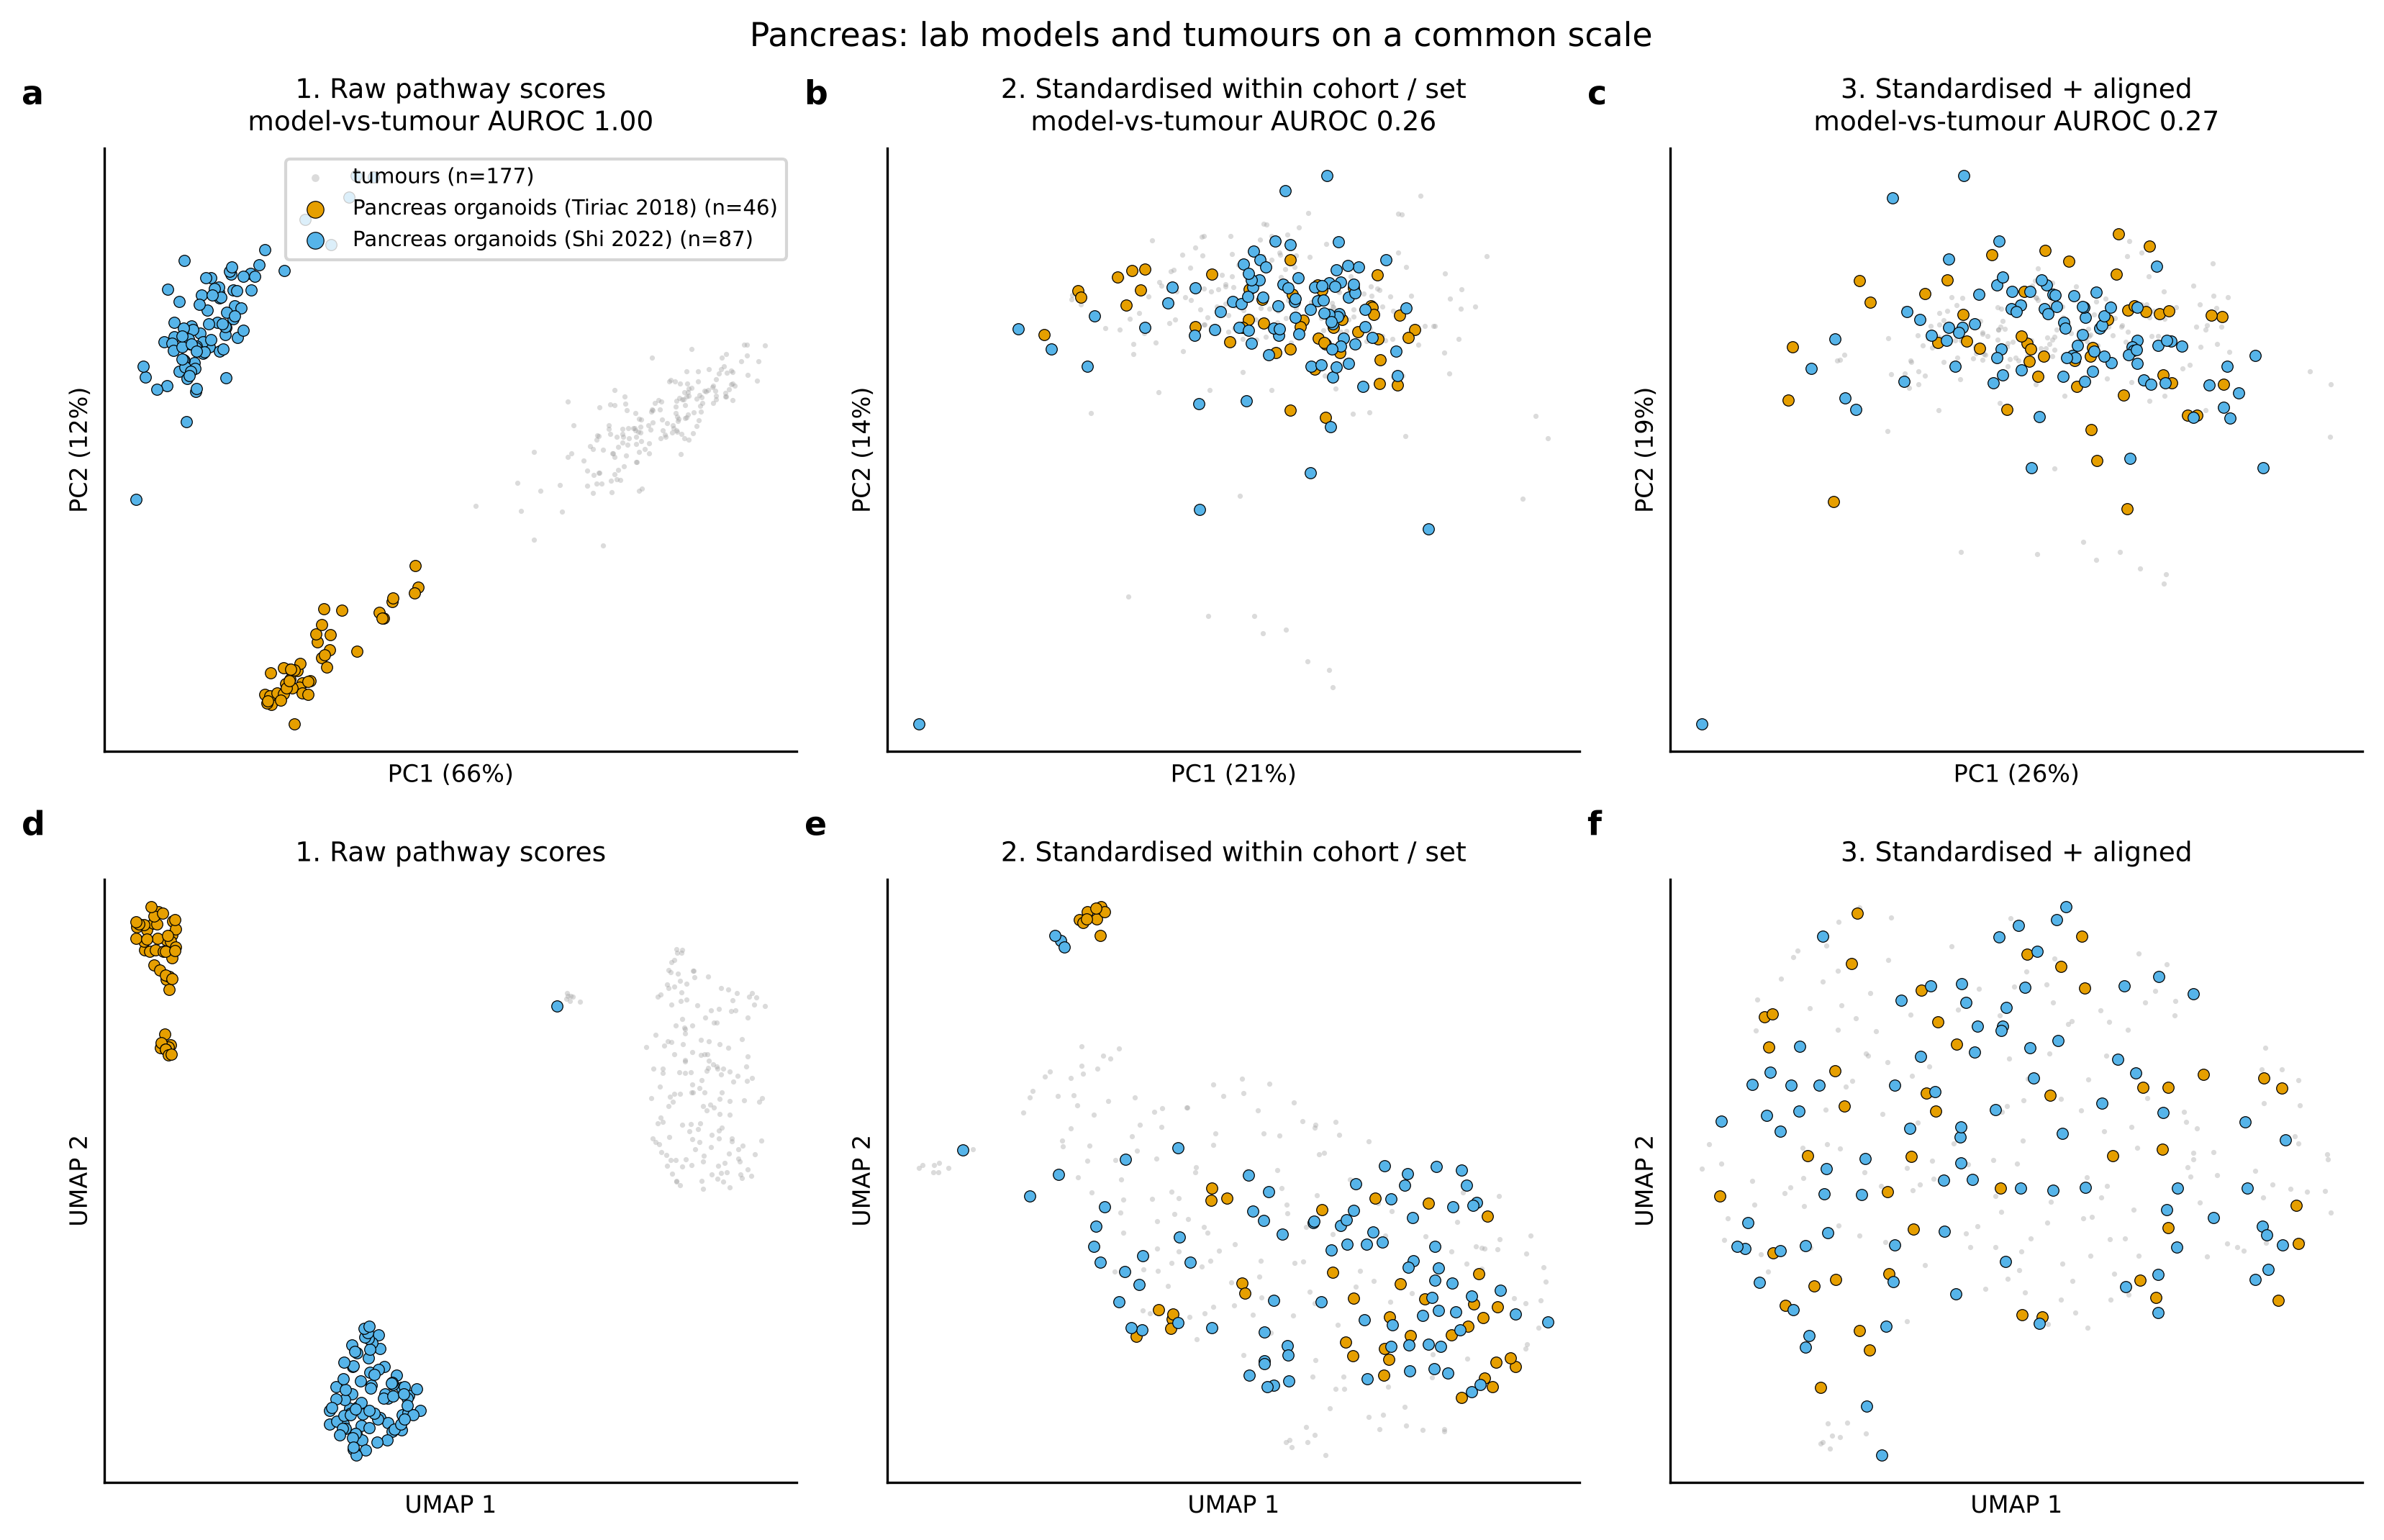 Pancreas: lab models and tumours on a common scale
a
1. Raw pathway scores
model-vs-tumour AUROC 1.00
tumours (n=177)
Pancreas organoids (Tiriac 2018) (n=46)
Pancreas organoids (Shi 2022) (n=87)
PC2 (12%)
PC1 (66%)
b
2. Standardised within cohort / set
model-vs-tumour AUROC 0.26
PC2 (14%)
PC1 (21%)
c
3. Standardised + aligned
model-vs-tumour AUROC 0.27
PC2 (19%)
PC1 (26%)
d
1. Raw pathway scores
UMAP 2
UMAP 1
e
2. Standardised within cohort / set
UMAP 2
UMAP 1
f
3. Standardised + aligned
UMAP 2
UMAP 1